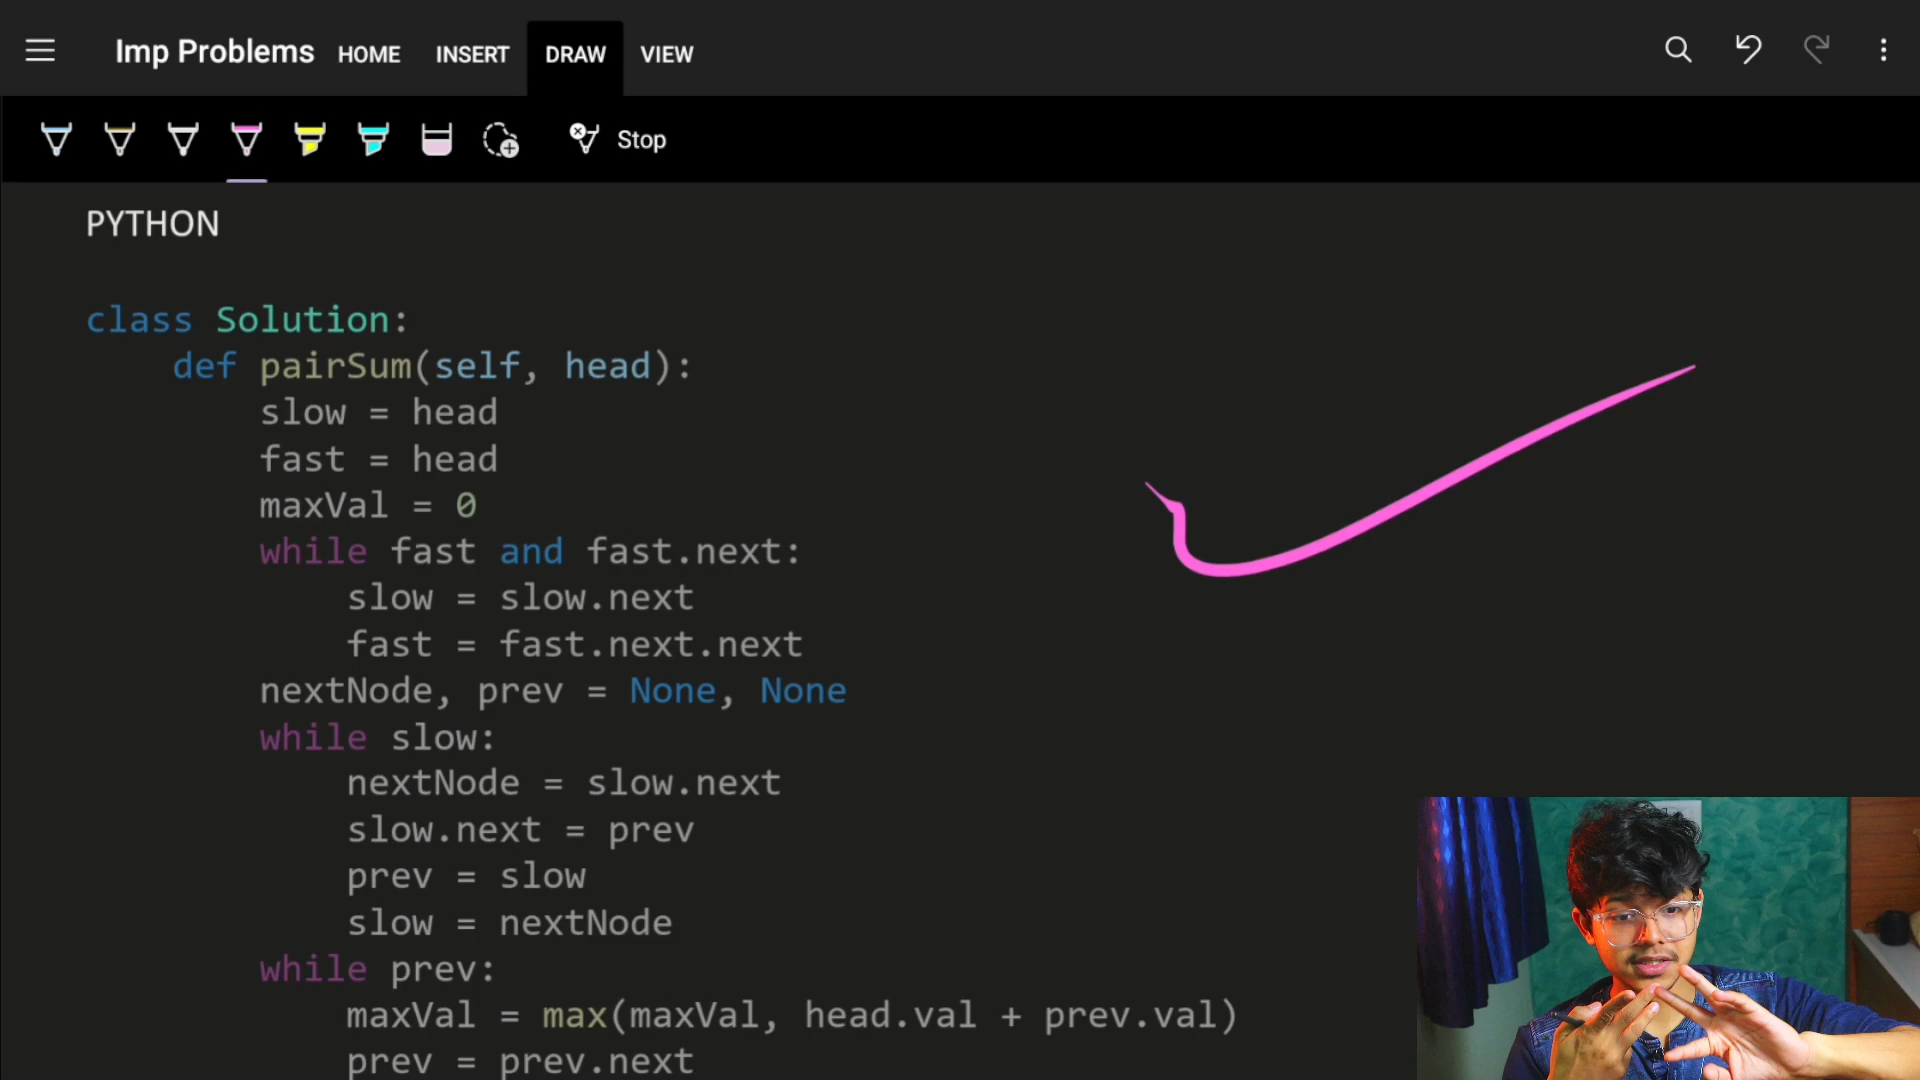 Imp Problems HOME INSERT DRAW VIEW
Stop
PYTHON
class Solution:
def pairSum(self, head):
slow = head
fast = head
maxVal = 0
while fast and fast.next:
slow = slow.next
fast = fast.next.next
nextNode, prev = None, None
while slow:
nextNode = slow.next
slow.next = prev
prev = slow
slow = nextNode
while prev:
maxVal = max(maxVal, head.val + prev.val)
prev = prev.next